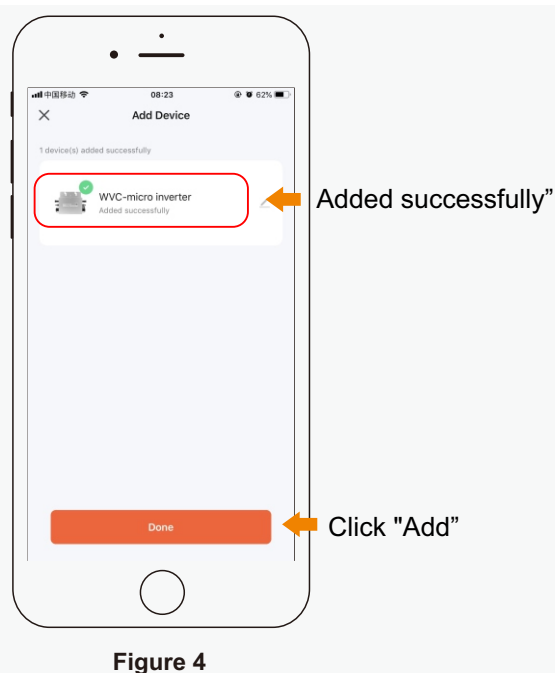 中国移动 08:23 62%
Add Device
1 device(s) added successfully
WVC-micro inverter
Added successfully
Added successfully”
Done
Click "Add”
Figure 4